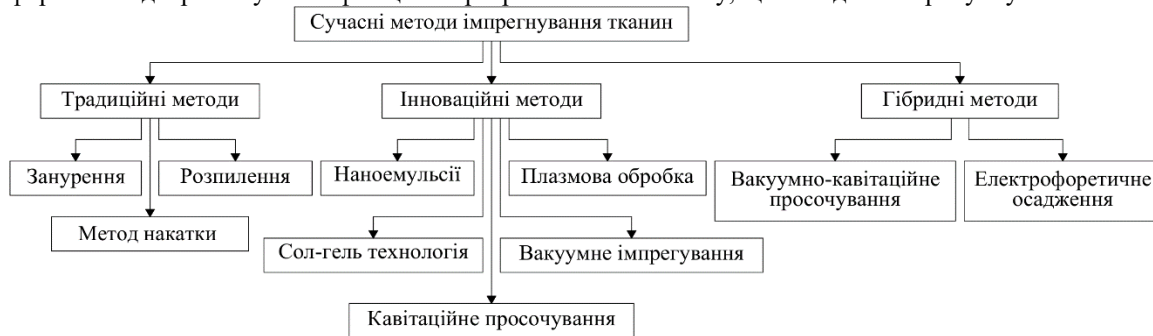 Сучасні методи імпрегнування тканин
Традиційні методи
Інноваційні методи
Гібридні методи
Занурення
Розпилення
Наноемульсії
Плазмова обробка
Вакуумно-кавітаційне
просочування
Електрофоретичне
осадження
Метод накатки
Сол-гель технологія
Вакуумне імпрегування
Кавітаційне просочування